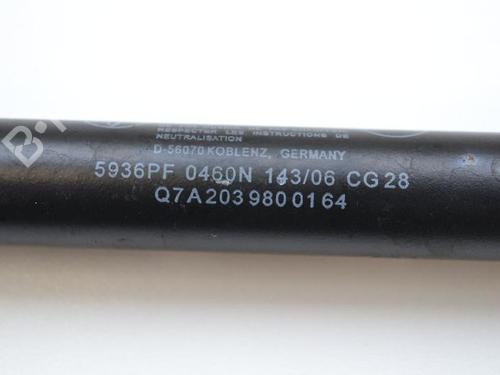 RESPECTER LES INSTRUCTIONS DE
NEUTRALISATION
D-56070 KOBLENZ, GERMANY
5936PF 0460N 143/06 CG28
Q7A2039800164